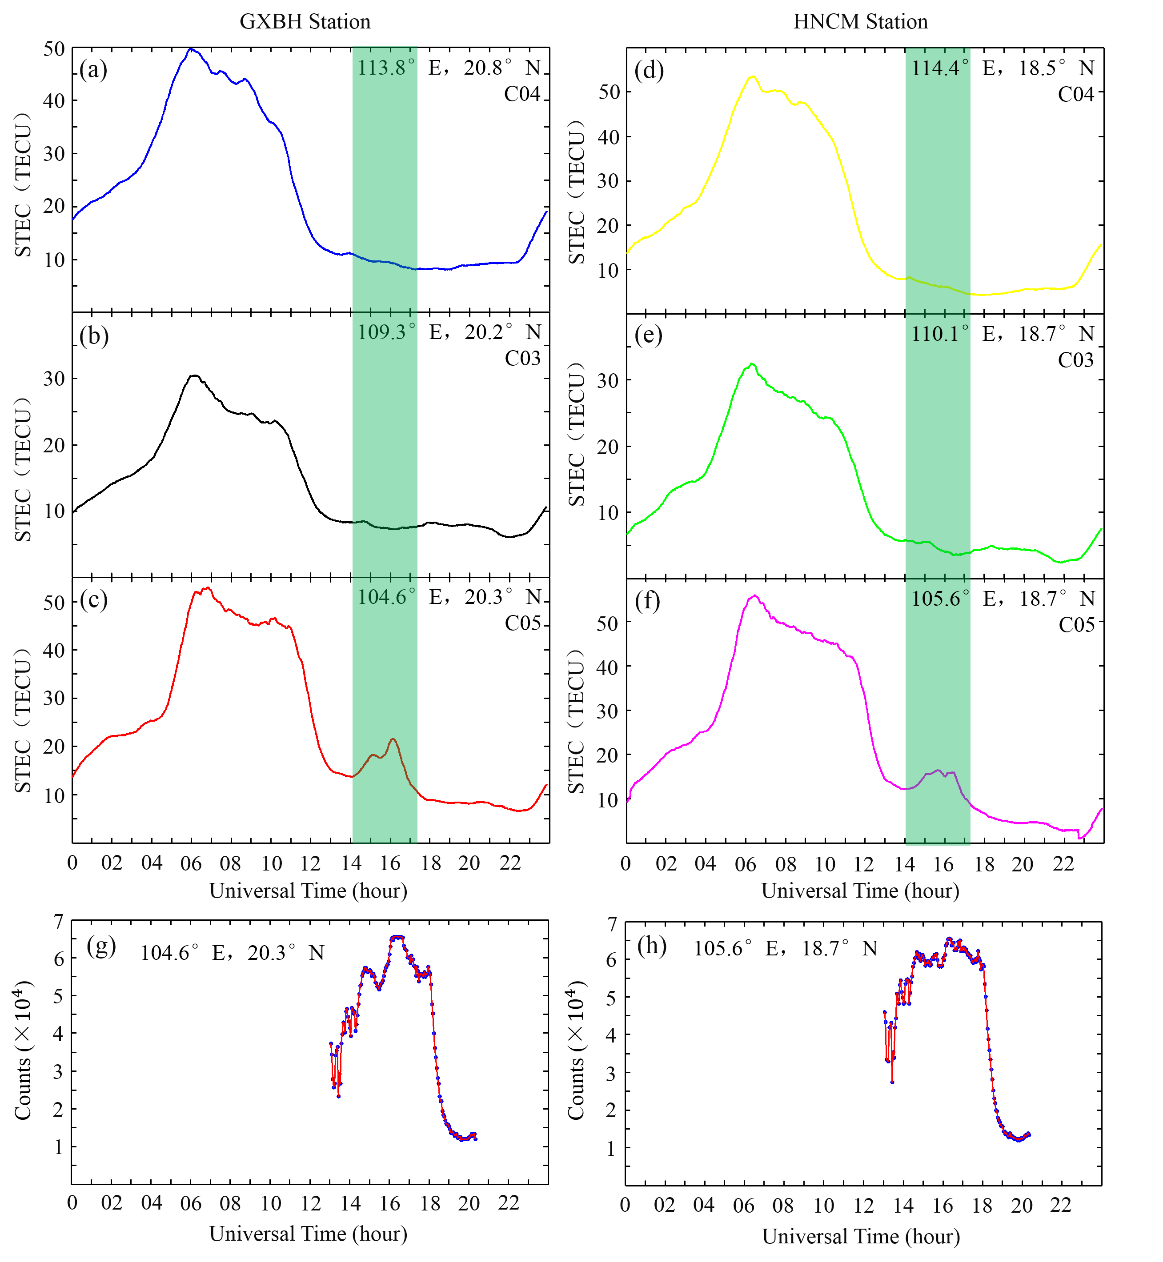 GXBH Station
HNCM Station
(a)
113.8° E, 20.8° N
C04
50
40
30
20
10
STEC（TECU）
(d)
114.4° E, 18.5° N
C04
50
40
30
20
10
STEC（TECU）
(b)
109.3° E, 20.2° N
C03
30
20
10
STEC（TECU）
(e)
110.1° E, 18.7° N
C03
30
20
10
STEC（TECU）
(c)
104.6° E, 20.3° N
C05
50
40
30
20
10
STEC（TECU）
0 02 04 06 08 10 12 14 16 18 20 22
Universal Time (hour)
(f)
105.6° E, 18.7° N
C05
50
40
30
20
10
STEC（TECU）
0 02 04 06 08 10 12 14 16 18 20 22
Universal Time (hour)
(g)
104.6° E, 20.3° N
7
6
5
4
3
2
1
Counts (×10⁴)
0 02 04 06 08 10 12 14 16 18 20 22
Universal Time (hour)
(h)
105.6° E, 18.7° N
7
6
5
4
3
2
1
Counts (×10⁴)
0 02 04 06 08 10 12 14 16 18 20 22
Universal Time (hour)